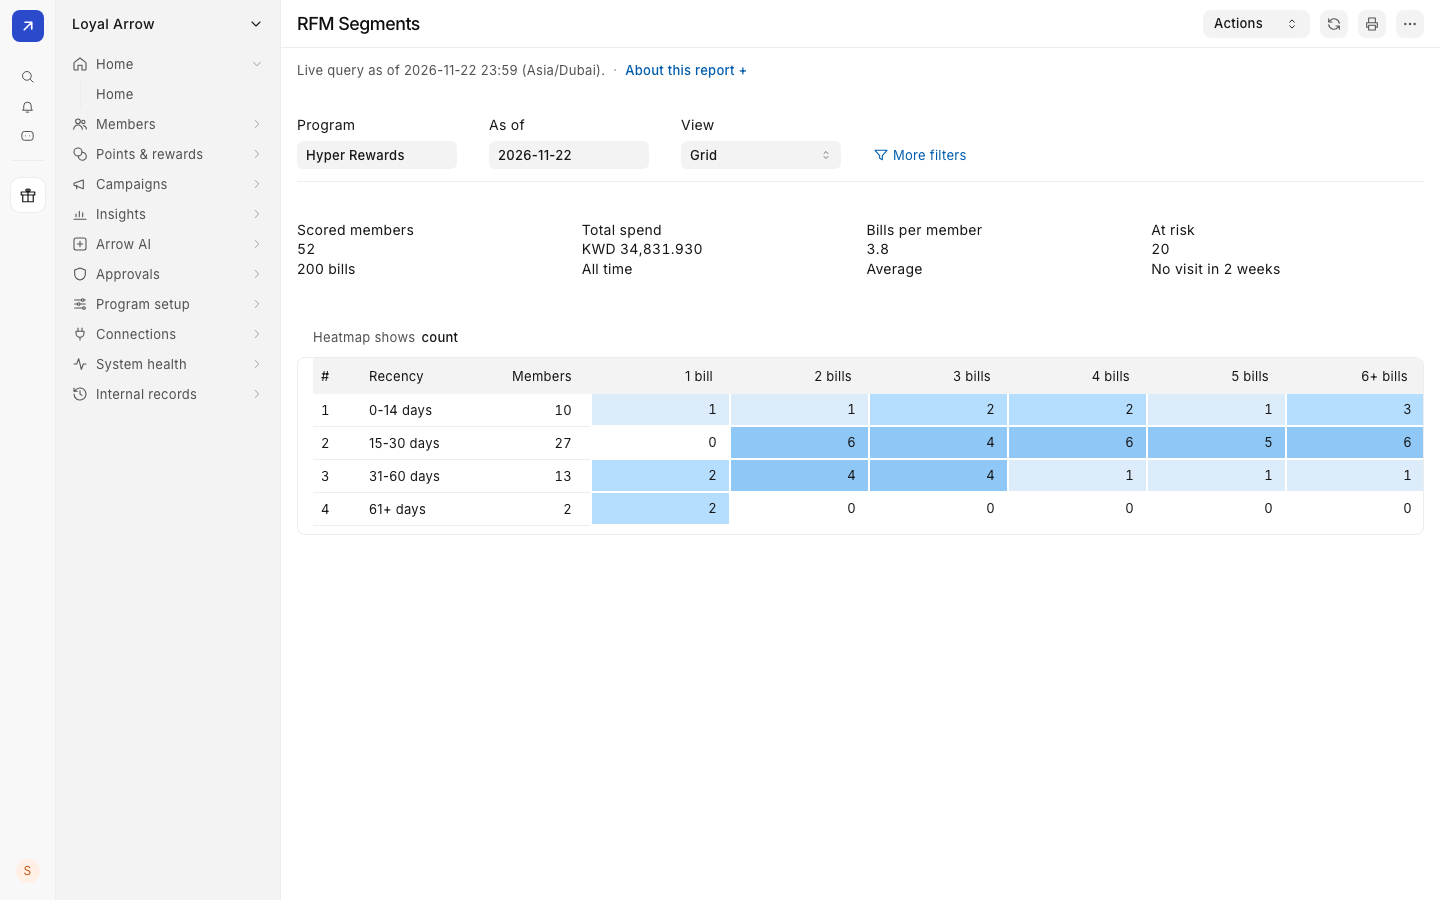 Loyal Arrow
Home
Home
Members
Points & rewards
Campaigns
Insights
Arrow AI
Approvals
Program setup
Connections
System health
Internal records
S
RFM Segments
Actions
Live query as of 2026-11-22 23:59 (Asia/Dubai). · About this report +
Program As of View
Hyper Rewards 2026-11-22 Grid More filters
Scored members Total spend Bills per member At risk
52 KWD 34,831.930 3.8 20
200 bills All time Average No visit in 2 weeks
Heatmap shows count
# Recency Members 1 bill 2 bills 3 bills 4 bills 5 bills 6+ bills
1 0-14 days 10 1 1 2 2 1 3
2 15-30 days 27 0 6 4 6 5 6
3 31-60 days 13 2 4 4 1 1 1
4 61+ days 2 2 0 0 0 0 0